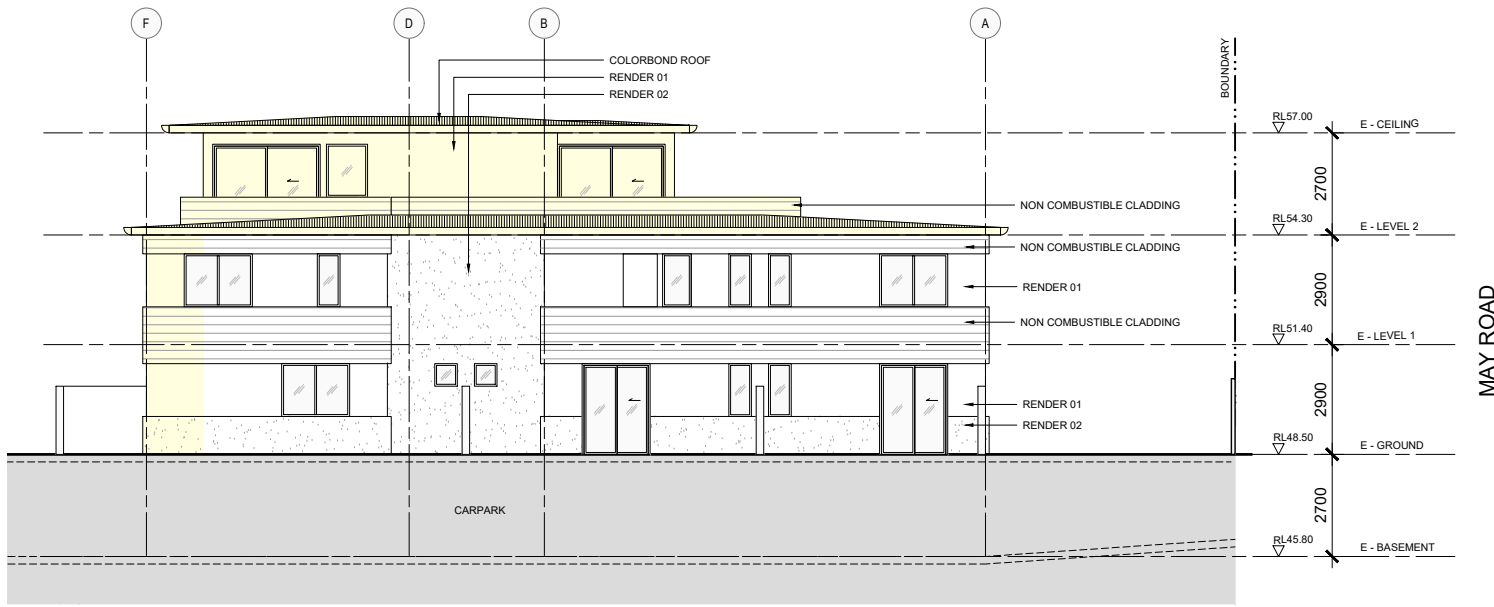 F
D
B
A
BOUNDARY
COLORBOND ROOF
RENDER 01
RENDER 02
RL57.00
E - CEILING
2700
NON COMBUSTIBLE CLADDING
RL54.30
E - LEVEL 2
NON COMBUSTIBLE CLADDING
2900
RENDER 01
NON COMBUSTIBLE CLADDING
RL51.40
E - LEVEL 1
MAY ROAD
2900
RENDER 01
RENDER 02
RL48.50
E - GROUND
CARPARK
2700
RL45.80
E - BASEMENT